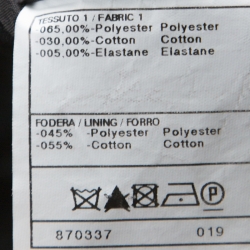 TESSUTO 1 / FABRIC 1
-065,00%-Polyester Polyester
-030,00%-Cotton Cotton
-005,00%-Elastane Elastane
FODERA / LINING / FORRO
-045% -Polyester Polyester
-055% -Cotton Cotton
P
870337 019